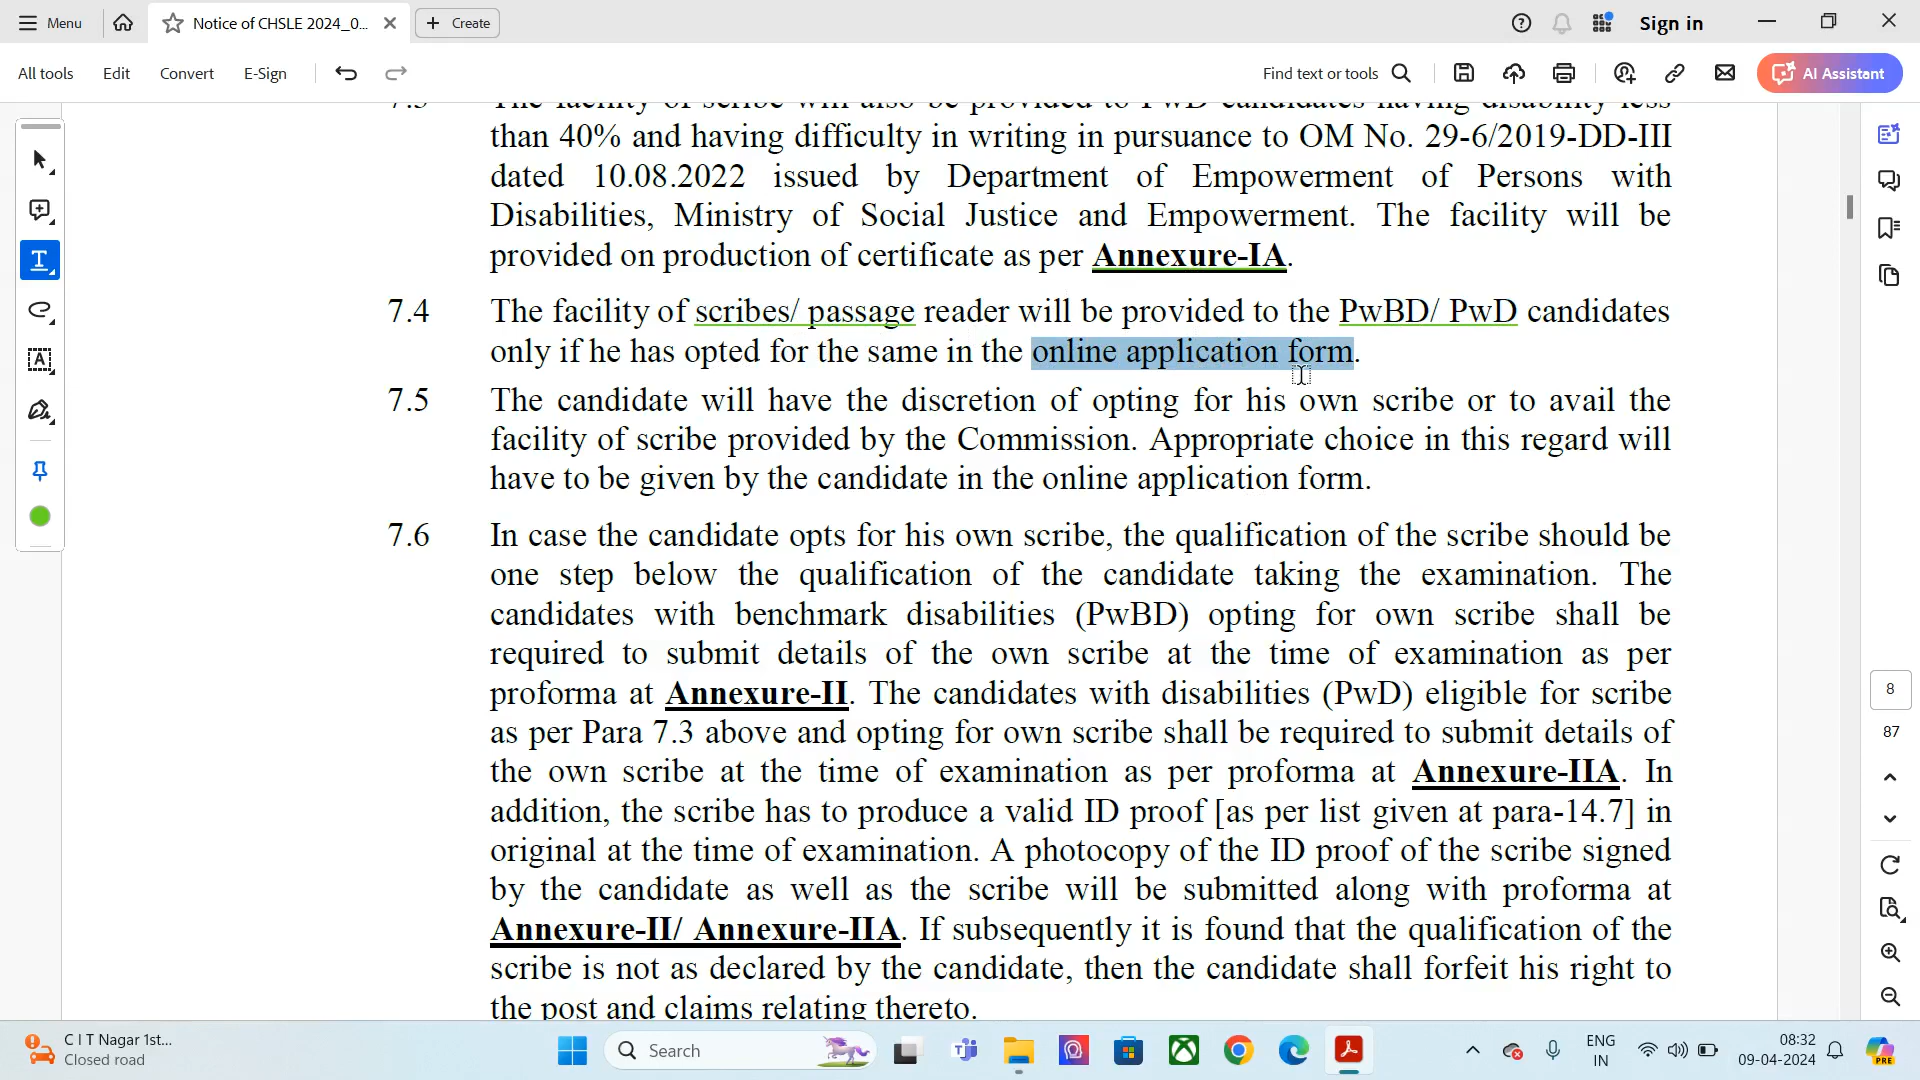 Menu
Notice of CHSLE 2024_0...
Create
Sign in
All tools
Edit
Convert
E-Sign
Find text or tools
AI Assistant
7.3 The facility of scribe will also be provided to PwD candidates having disability less
than 40% and having difficulty in writing in pursuance to OM No. 29-6/2019-DD-III
dated 10.08.2022 issued by Department of Empowerment of Persons with
Disabilities, Ministry of Social Justice and Empowerment. The facility will be
provided on production of certificate as per Annexure-IA.
7.4 The facility of scribes/ passage reader will be provided to the PwBD/ PwD candidates
only if he has opted for the same in the online application form.
7.5 The candidate will have the discretion of opting for his own scribe or to avail the
facility of scribe provided by the Commission. Appropriate choice in this regard will
have to be given by the candidate in the online application form.
7.6 In case the candidate opts for his own scribe, the qualification of the scribe should be
one step below the qualification of the candidate taking the examination. The
candidates with benchmark disabilities (PwBD) opting for own scribe shall be
required to submit details of the own scribe at the time of examination as per
proforma at Annexure-II. The candidates with disabilities (PwD) eligible for scribe
as per Para 7.3 above and opting for own scribe shall be required to submit details of
the own scribe at the time of examination as per proforma at Annexure-IIA. In
addition, the scribe has to produce a valid ID proof [as per list given at para-14.7] in
original at the time of examination. A photocopy of the ID proof of the scribe signed
by the candidate as well as the scribe will be submitted along with proforma at
Annexure-II/ Annexure-IIA. If subsequently it is found that the qualification of the
scribe is not as declared by the candidate, then the candidate shall forfeit his right to
the post and claims relating thereto.
8
87
C I T Nagar 1st...
Closed road
Search
ENG
IN
08:32
09-04-2024
PRE